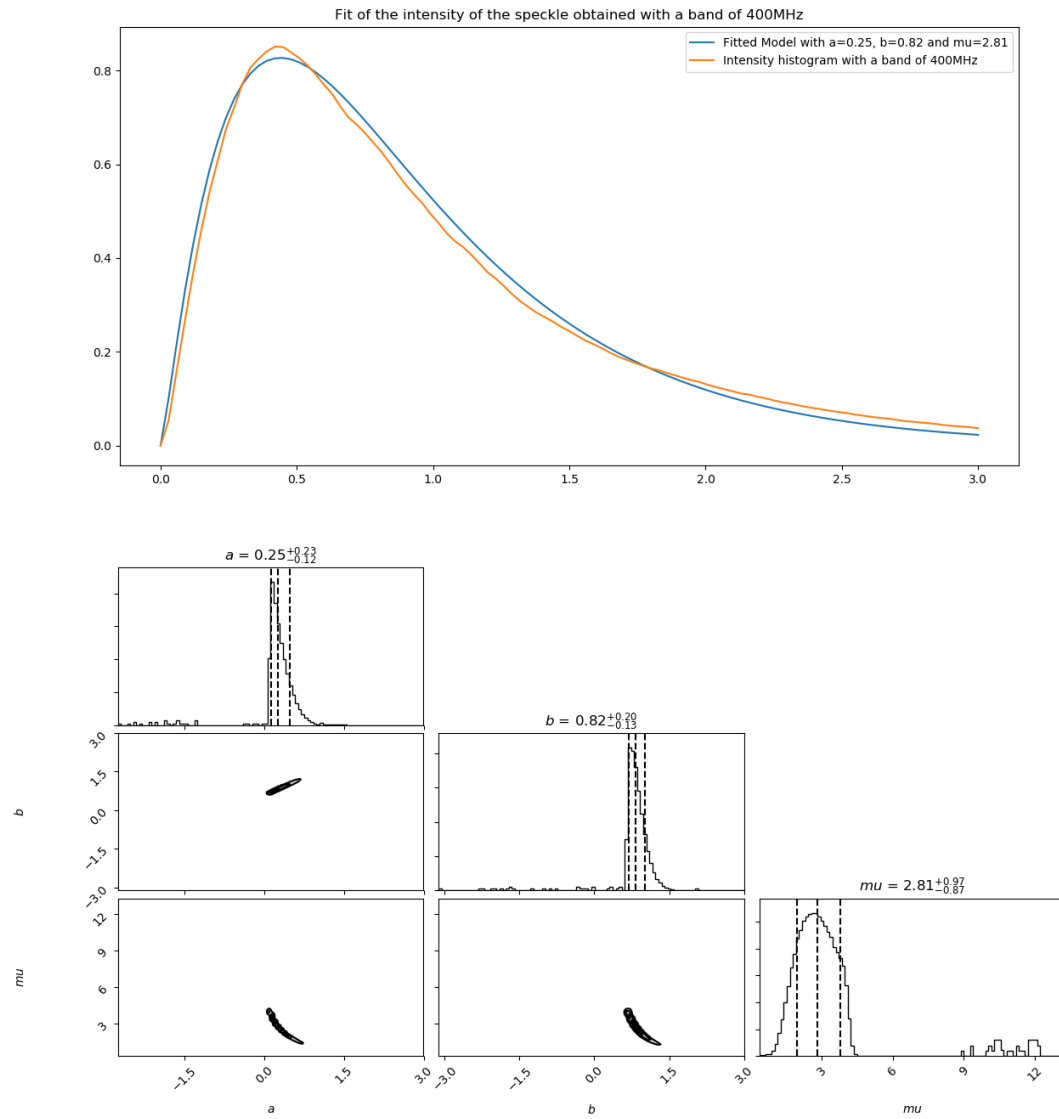 Fit of the intensity of the speckle obtained with a band of 400MHz
Fitted Model with a=0.25, b=0.82 and mu=2.81
Intensity histogram with a band of 400MHz
0.8
0.6
0.4
0.2
0.0
0.0 0.5 1.0 1.5 2.0 2.5 3.0
a = 0.25 +0.23 −0.12
b = 0.82 +0.20 −0.13
3.0
1.5
0.0
−1.5
−3.0
b
mu = 2.81 +0.97 −0.87
12
9
6
3
mu
−3.0 −1.5 0.0 1.5 3.0
−3.0 −1.5 0.0 1.5 3.0
3 6 9 12
a b mu